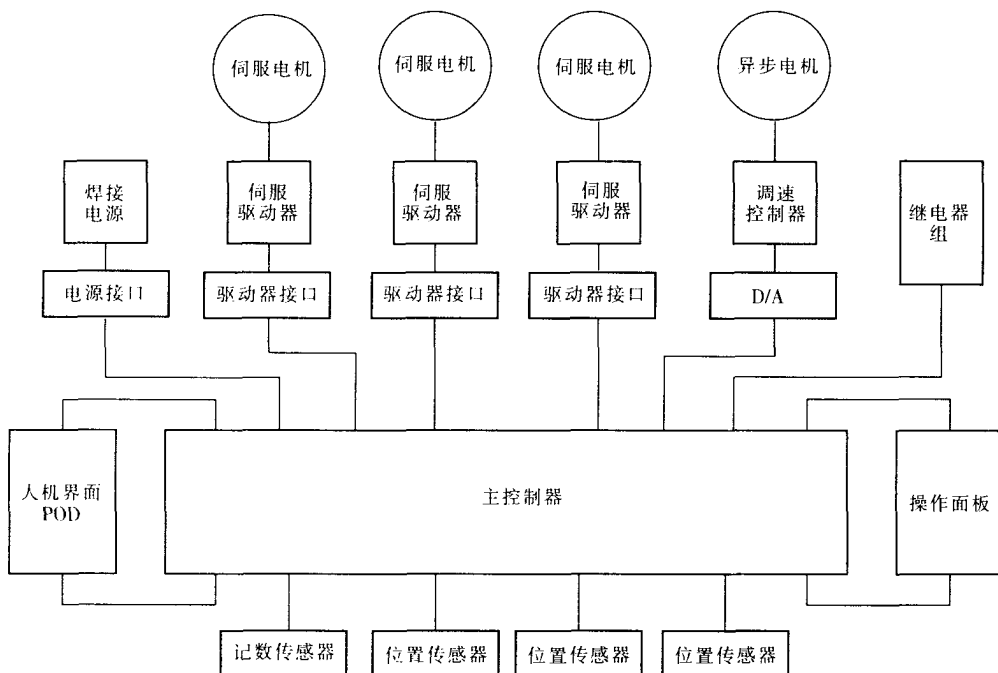 伺服电机
伺服电机
伺服电机
异步电机
焊接
电源
伺服
驱动器
伺服
驱动器
伺服
驱动器
调速
控制器
继电器
组
电源接口
驱动器接口
驱动器接口
驱动器接口
D/A
人机界面
POD
主控制器
操作面板
记数传感器
位置传感器
位置传感器
位置传感器